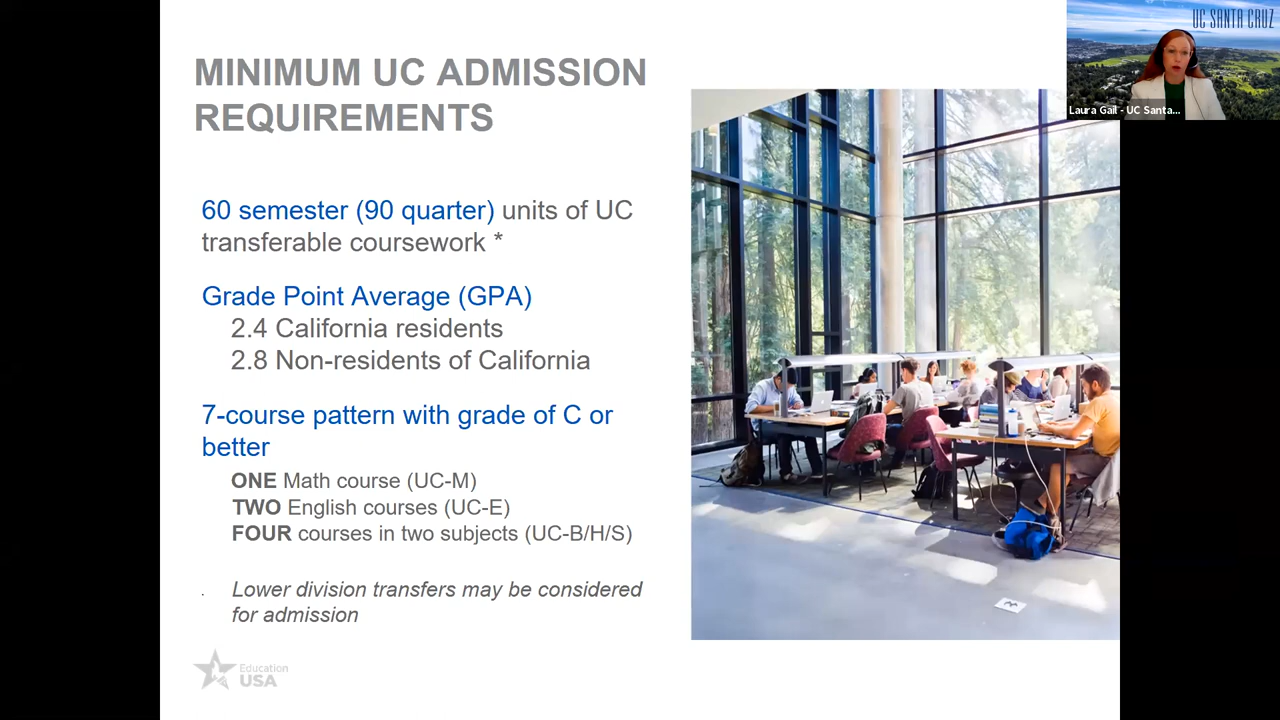 UC SANTA CRUZ
Laura Gail - UC Santa...
MINIMUM UC ADMISSION
REQUIREMENTS
60 semester (90 quarter) units of UC
transferable coursework *
Grade Point Average (GPA)
2.4 California residents
2.8 Non-residents of California
7-course pattern with grade of C or
better
ONE Math course (UC-M)
TWO English courses (UC-E)
FOUR courses in two subjects (UC-B/H/S)
. Lower division transfers may be considered
for admission
Education
USA